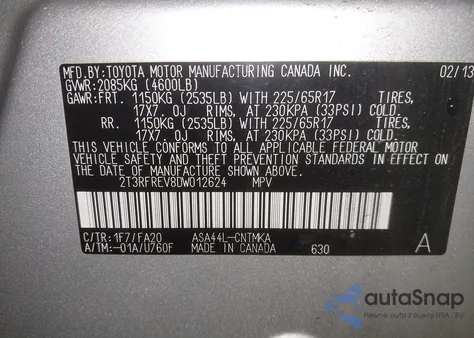 MFD.BY: TOYOTA MOTOR MANUFACTURING CANADA INC. 02/13
GVWR: 2085KG (4600LB)
GAWR: FRT. 1150KG (2535LB) WITH 225/65R17 TIRES,
17X7.0J RIMS, AT 230KPA (33PSI) COLD.
RR. 1150KG (2535LB) WITH 225/65R17 TIRES,
17X7.0J RIMS, AT 230KPA (33PSI) COLD.
THIS VEHICLE CONFORMS TO ALL APPLICABLE FEDERAL MOTOR
VEHICLE SAFETY AND THEFT PREVENTION STANDARDS IN EFFECT ON
THE DATE OF MANUFACTURE SHOWN ABOVE.
2T3RFREV8DW012624 MPV
C/TR: 1F7/FA20 ASA44L-CNTMKA
A/TM: -01A/U760F MADE IN CANADA 630 A
autoSnap
Pewne auta z aukcji USA